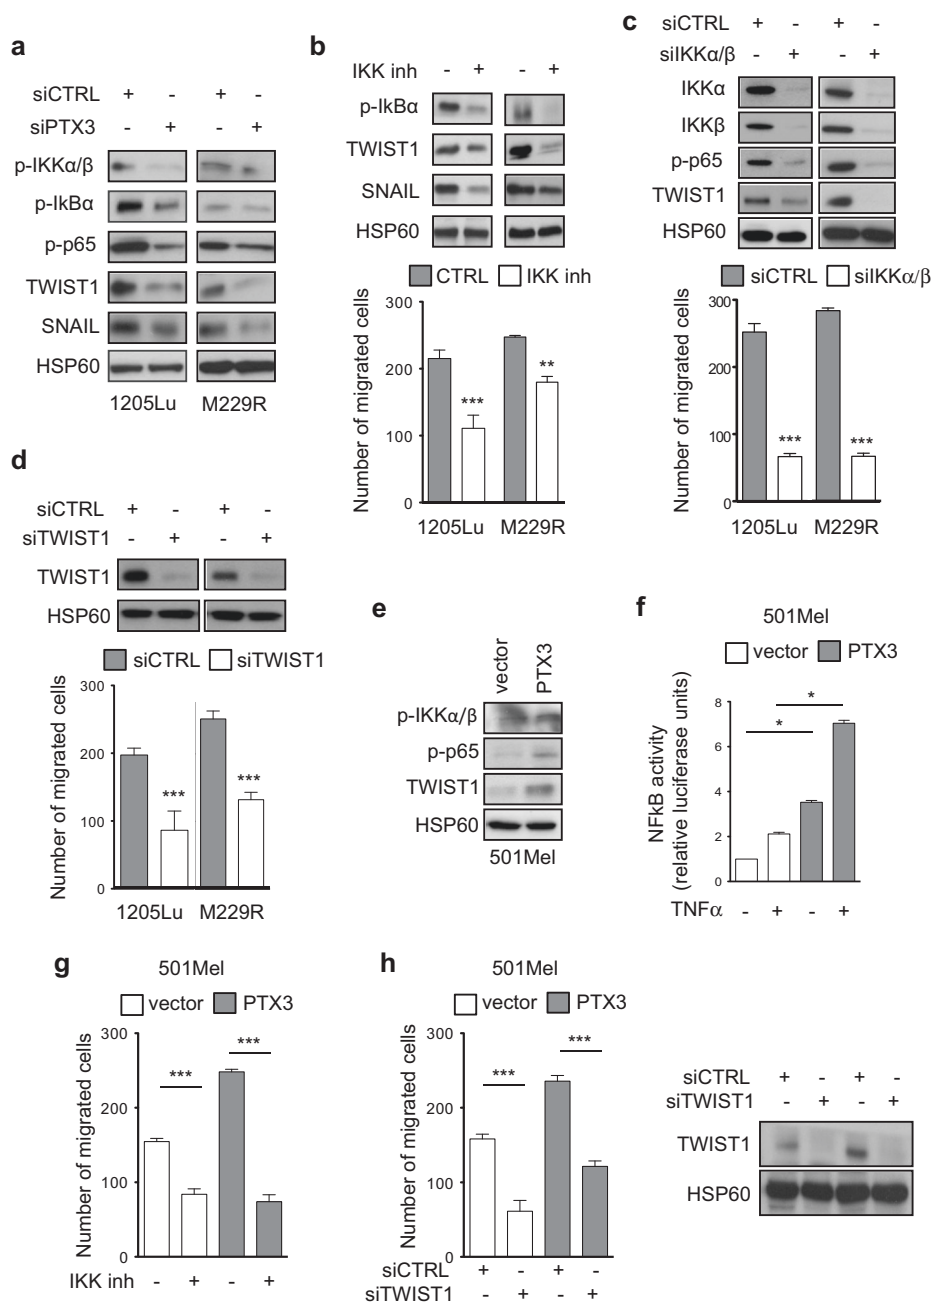 a
siCTRL + - + -
siPTX3 - + - +
p-IKKα/β
p-IkBα
p-p65
TWIST1
SNAIL
HSP60
1205Lu M229R
b
IKK inh - + - +
p-IkBα
TWIST1
SNAIL
HSP60
CTRL IKK inh
Number of migrated cells
300
200
100
0
***
**
1205Lu M229R
c
siCTRL + - + -
siIKKα/β - + - +
IKKα
IKKβ
p-p65
TWIST1
HSP60
siCTRL siIKKα/β
Number of migrated cells
300
200
100
0
*** ***
1205Lu M229R
d
siCTRL + - + -
siTWIST1 - + - +
TWIST1
HSP60
siCTRL siTWIST1
Number of migrated cells
300
200
100
0
*** ***
1205Lu M229R
e
vector PTX3
p-IKKα/β
p-p65
TWIST1
HSP60
501Mel
f
501Mel
vector PTX3
NFkB activity
(relative luciferase units)
8
6
4
2
0
* *
TNFα - + - +
g
501Mel
vector PTX3
Number of migrated cells
300
200
100
0
*** ***
IKK inh - + - +
h
501Mel
vector PTX3
Number of migrated cells
300
200
100
0
*** ***
siCTRL + - + -
siTWIST1 - + - +
siCTRL + - + -
siTWIST1 - + - +
TWIST1
HSP60